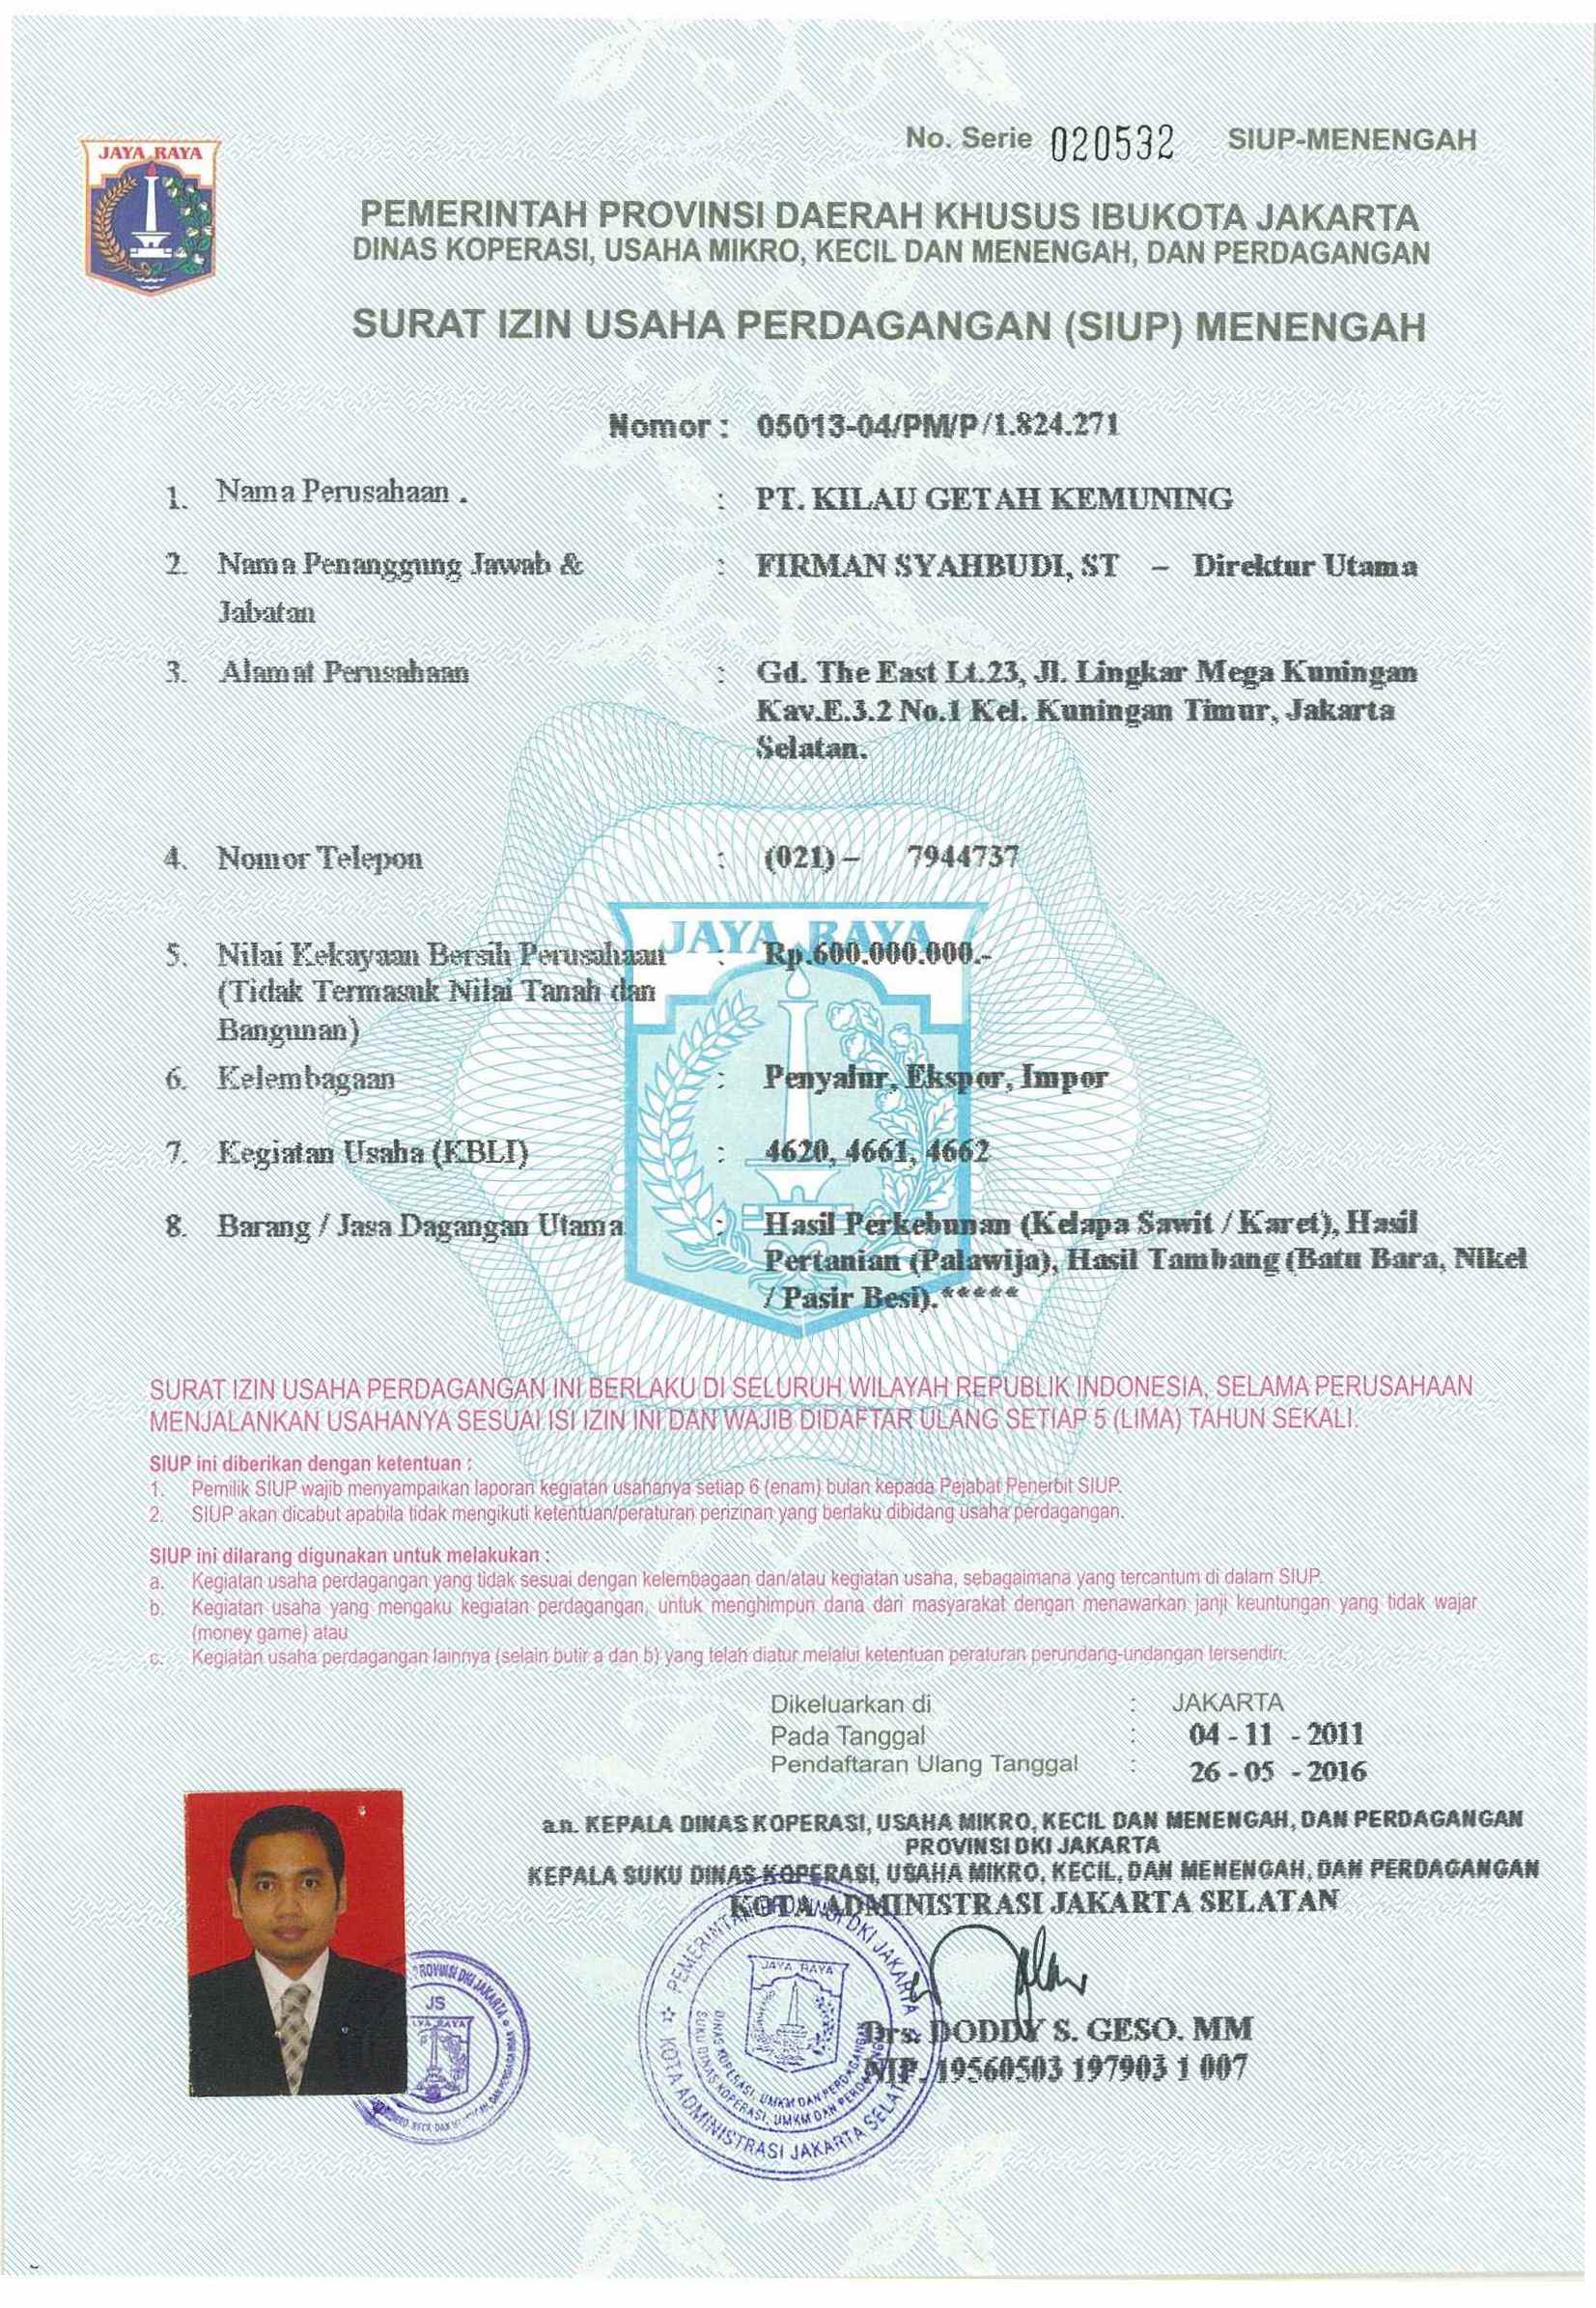 No. Serie 020532 SIUP-MENENGAH
JAYA RAYA
PEMERINTAH PROVINSI DAERAH KHUSUS IBUKOTA JAKARTA
DINAS KOPERASI, USAHA MIKRO, KECIL DAN MENENGAH, DAN PERDAGANGAN
SURAT IZIN USAHA PERDAGANGAN (SIUP) MENENGAH
Nomor : 05013-04/PM/P/1.824.271
1. Nama Perusahaan . : PT. KILAU GETAH KEMUNING
2. Nama Penanggung Jawab & : FIRMAN SYAHBUDI, ST – Direktur Utama
Jabatan
3. Alamat Perusahaan : Gd. The East Lt.23, Jl. Lingkar Mega Kuningan
Kav.E.3.2 No.1 Kel. Kuningan Timur, Jakarta
Selatan.
4. Nomor Telepon : (021) – 7944737
JAYA RAYA
5. Nilai Kekayaan Bersih Perusahaan : Rp.600.000.000.-
(Tidak Termasuk Nilai Tanah dan
Bangunan)
6. Kelembagaan : Penyalur, Ekspor, Impor
7. Kegiatan Usaha (KBLI) : 4620, 4661, 4662
8. Barang / Jasa Dagangan Utama : Hasil Perkebunan (Kelapa Sawit / Karet), Hasil
Pertanian (Palawija), Hasil Tambang (Batu Bara, Nikel
/ Pasir Besi).*****
SURAT IZIN USAHA PERDAGANGAN INI BERLAKU DI SELURUH WILAYAH REPUBLIK INDONESIA, SELAMA PERUSAHAAN
MENJALANKAN USAHANYA SESUAI ISI IZIN INI DAN WAJIB DIDAFTAR ULANG SETIAP 5 (LIMA) TAHUN SEKALI.
SIUP ini diberikan dengan ketentuan :
1. Pemilik SIUP wajib menyampaikan laporan kegiatan usahanya setiap 6 (enam) bulan kepada Pejabat Penerbit SIUP.
2. SIUP akan dicabut apabila tidak mengikuti ketentuan/peraturan perizinan yang berlaku dibidang usaha perdagangan.
SIUP ini dilarang digunakan untuk melakukan :
a. Kegiatan usaha perdagangan yang tidak sesuai dengan kelembagaan dan/atau kegiatan usaha, sebagaimana yang tercantum di dalam SIUP.
b. Kegiatan usaha yang mengaku kegiatan perdagangan, untuk menghimpun dana dari masyarakat dengan menawarkan janji keuntungan yang tidak wajar
(money game) atau
c. Kegiatan usaha perdagangan lainnya (selain butir a dan b) yang telah diatur melalui ketentuan peraturan perundang-undangan tersendiri.
Dikeluarkan di : JAKARTA
Pada Tanggal : 04 - 11 - 2011
Pendaftaran Ulang Tanggal : 26 - 05 - 2016
a.n. KEPALA DINAS KOPERASI, USAHA MIKRO, KECIL DAN MENENGAH, DAN PERDAGANGAN
PROVINSI DKI JAKARTA
KEPALA SUKU DINAS KOPERASI, USAHA MIKRO, KECIL, DAN MENENGAH, DAN PERDAGANGAN
KOTA ADMINISTRASI JAKARTA SELATAN
PEMERINTAH PROVINSI DKI JAKARTA
JAYA RAYA
SUKU DINAS KOPERASI, UMKM DAN PERDAGANGAN
KOTA ADMINISTRASI JAKARTA SELATAN
PROVINSI DKI JAKARTA
JS
Drs. DODDY S. GESO. MM
NIP. 19560503 197903 1 007